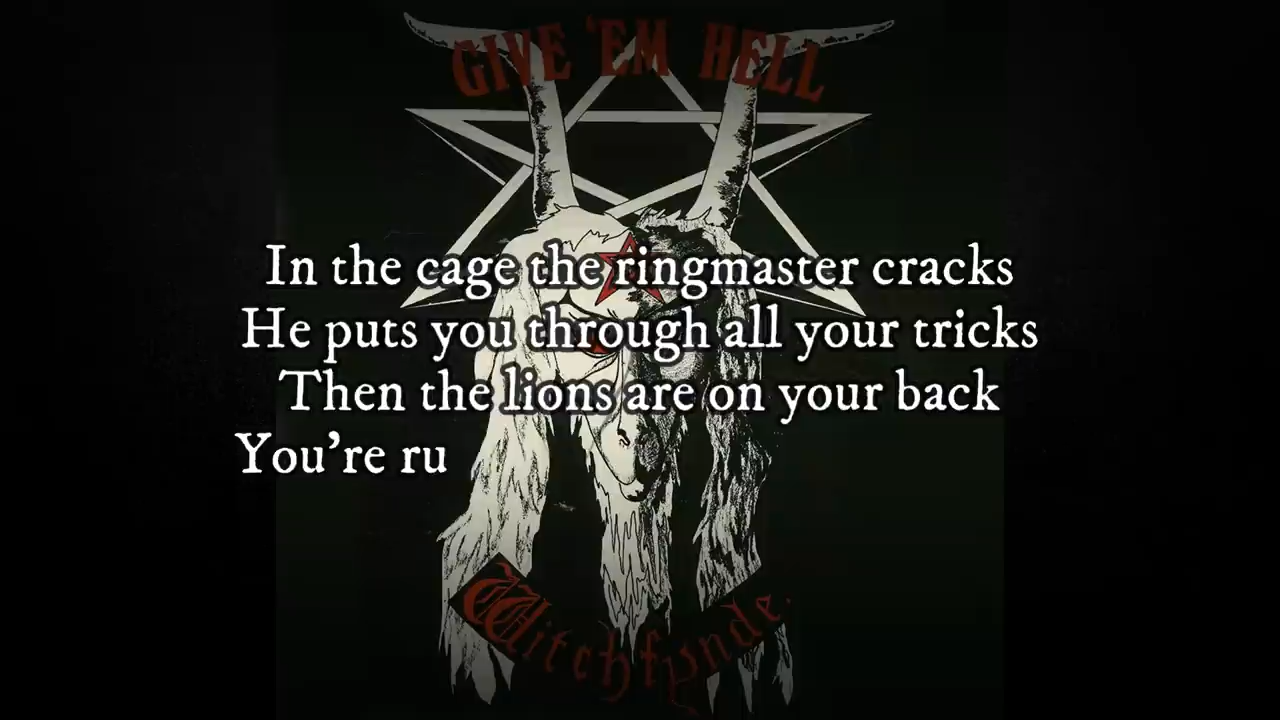 GIVE 'EM HELL
In the cage the ringmaster cracks
He puts you through all your tricks
Then the lions are on your back
You're ru
Witchfynde.